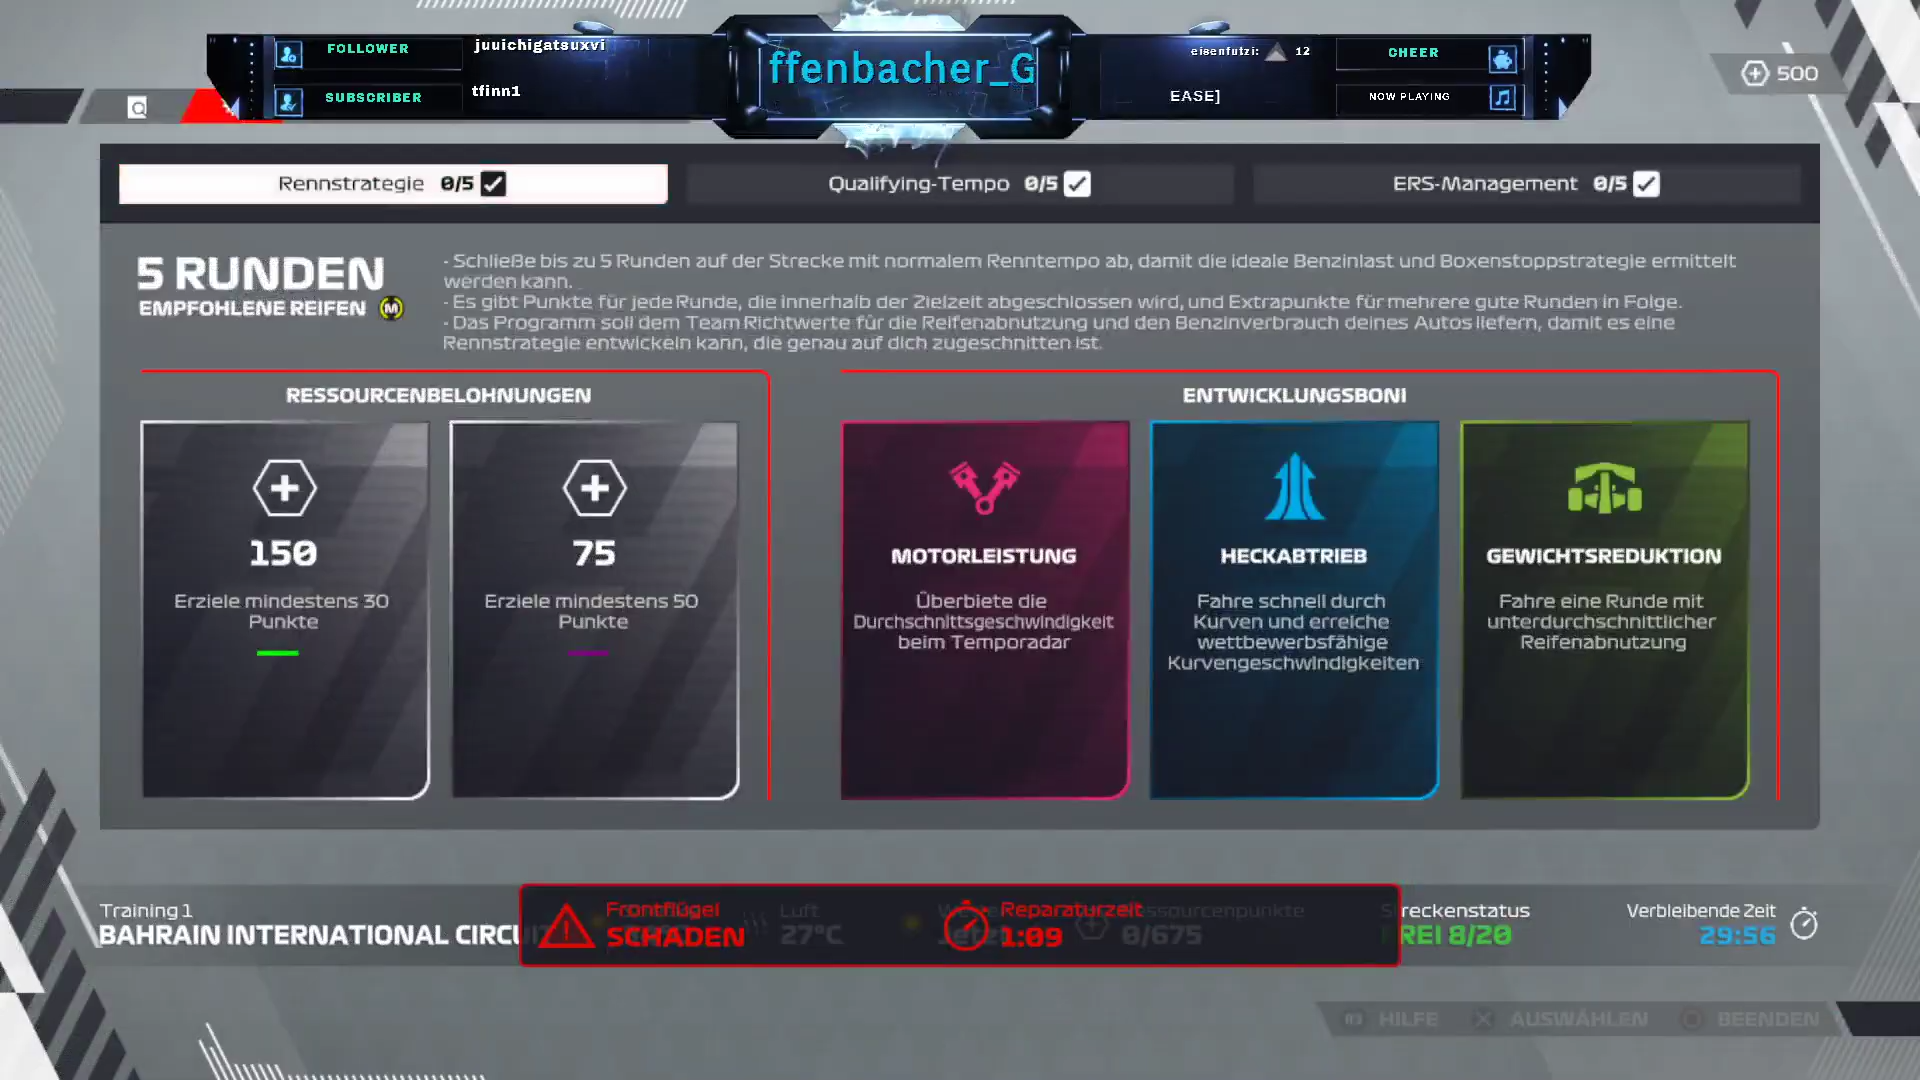 FOLLOWER
juuichigatsuxvi
SUBSCRIBER
tfinn1
ffenbacher_G
eisenfutzi:
12
CHEER
EASE]
NOW PLAYING
500
Rennstrategie 0/5
Qualifying-Tempo 0/5
ERS-Management 0/5
5 RUNDEN
EMPFOHLENE REIFEN M
- Schließe bis zu 5 Runden auf der Strecke mit normalem Renntempo ab, damit die ideale Benzinlast und Boxenstoppstrategie ermittelt
werden kann.
- Es gibt Punkte für jede Runde, die innerhalb der Zielzeit abgeschlossen wird, und Extrapunkte für mehrere gute Runden in Folge.
- Das Programm soll dem Team Richtwerte für die Reifenabnutzung und den Benzinverbrauch deines Autos liefern, damit es eine
Rennstrategie entwickeln kann, die genau auf dich zugeschnitten ist.
RESSOURCENBELOHNUNGEN
150
Erziele mindestens 30
Punkte
75
Erziele mindestens 50
Punkte
ENTWICKLUNGSBONI
MOTORLEISTUNG
Überbiete die
Durchschnittsgeschwindigkeit
beim Temporadar
HECKABTRIEB
Fahre schnell durch
Kurven und erreiche
wettbewerbsfähige
Kurvengeschwindigkeiten
GEWICHTSREDUKTION
Fahre eine Runde mit
unterdurchschnittlicher
Reifenabnutzung
Training 1
BAHRAIN INTERNATIONAL CIRCU
Frontflügel
SCHADEN
Luft
27°C
Reparaturzeit
1:09
essourcenpunkte
0/675
reckenstatus
REI 8/20
Verbleibende Zeit
29:56
HILFE
AUSWÄHLEN
BEENDEN